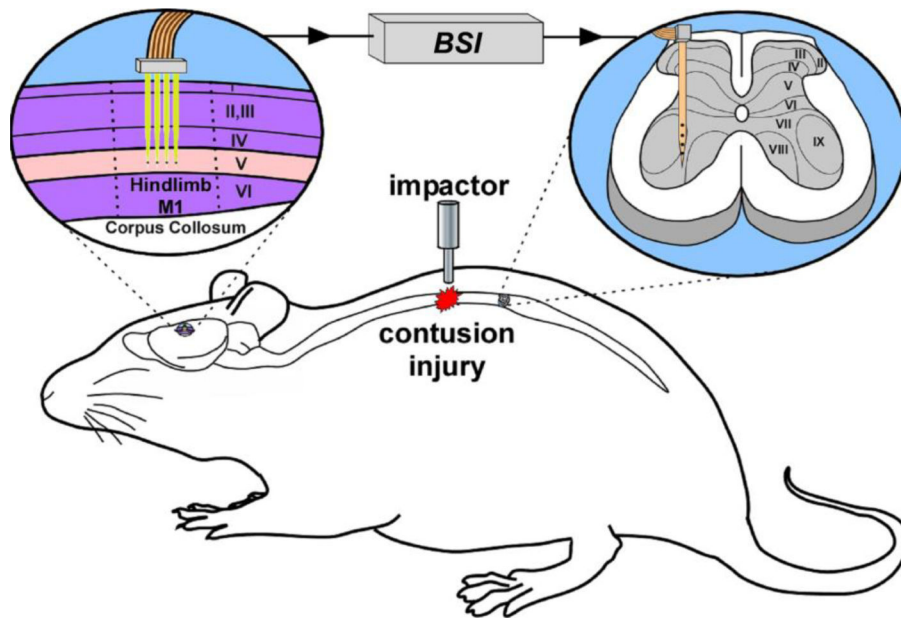 BSI
I
II,III
IV
V
VI
Hindlimb
M1
Corpus Collosum
III
II
IV
V
VI
VII
VIII
IX
impactor
contusion
injury